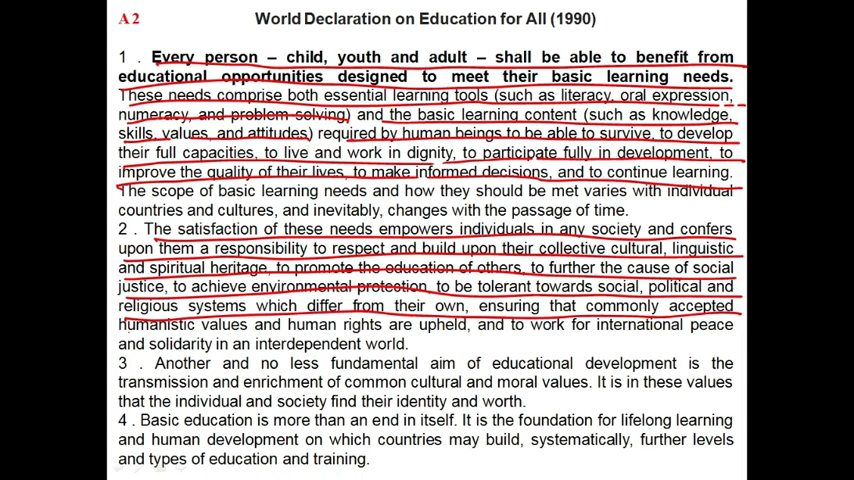 A 2
World Declaration on Education for All (1990)
1 . Every person – child, youth and adult – shall be able to benefit from
educational opportunities designed to meet their basic learning needs.
These needs comprise both essential learning tools (such as literacy, oral expression,
numeracy, and problem solving) and the basic learning content (such as knowledge,
skills, values, and attitudes) required by human beings to be able to survive, to develop
their full capacities, to live and work in dignity, to participate fully in development, to
improve the quality of their lives, to make informed decisions, and to continue learning.
The scope of basic learning needs and how they should be met varies with individual
countries and cultures, and inevitably, changes with the passage of time.
2 . The satisfaction of these needs empowers individuals in any society and confers
upon them a responsibility to respect and build upon their collective cultural, linguistic
and spiritual heritage, to promote the education of others, to further the cause of social
justice, to achieve environmental protection, to be tolerant towards social, political and
religious systems which differ from their own, ensuring that commonly accepted
humanistic values and human rights are upheld, and to work for international peace
and solidarity in an interdependent world.
3 . Another and no less fundamental aim of educational development is the
transmission and enrichment of common cultural and moral values. It is in these values
that the individual and society find their identity and worth.
4 . Basic education is more than an end in itself. It is the foundation for lifelong learning
and human development on which countries may build, systematically, further levels
and types of education and training.